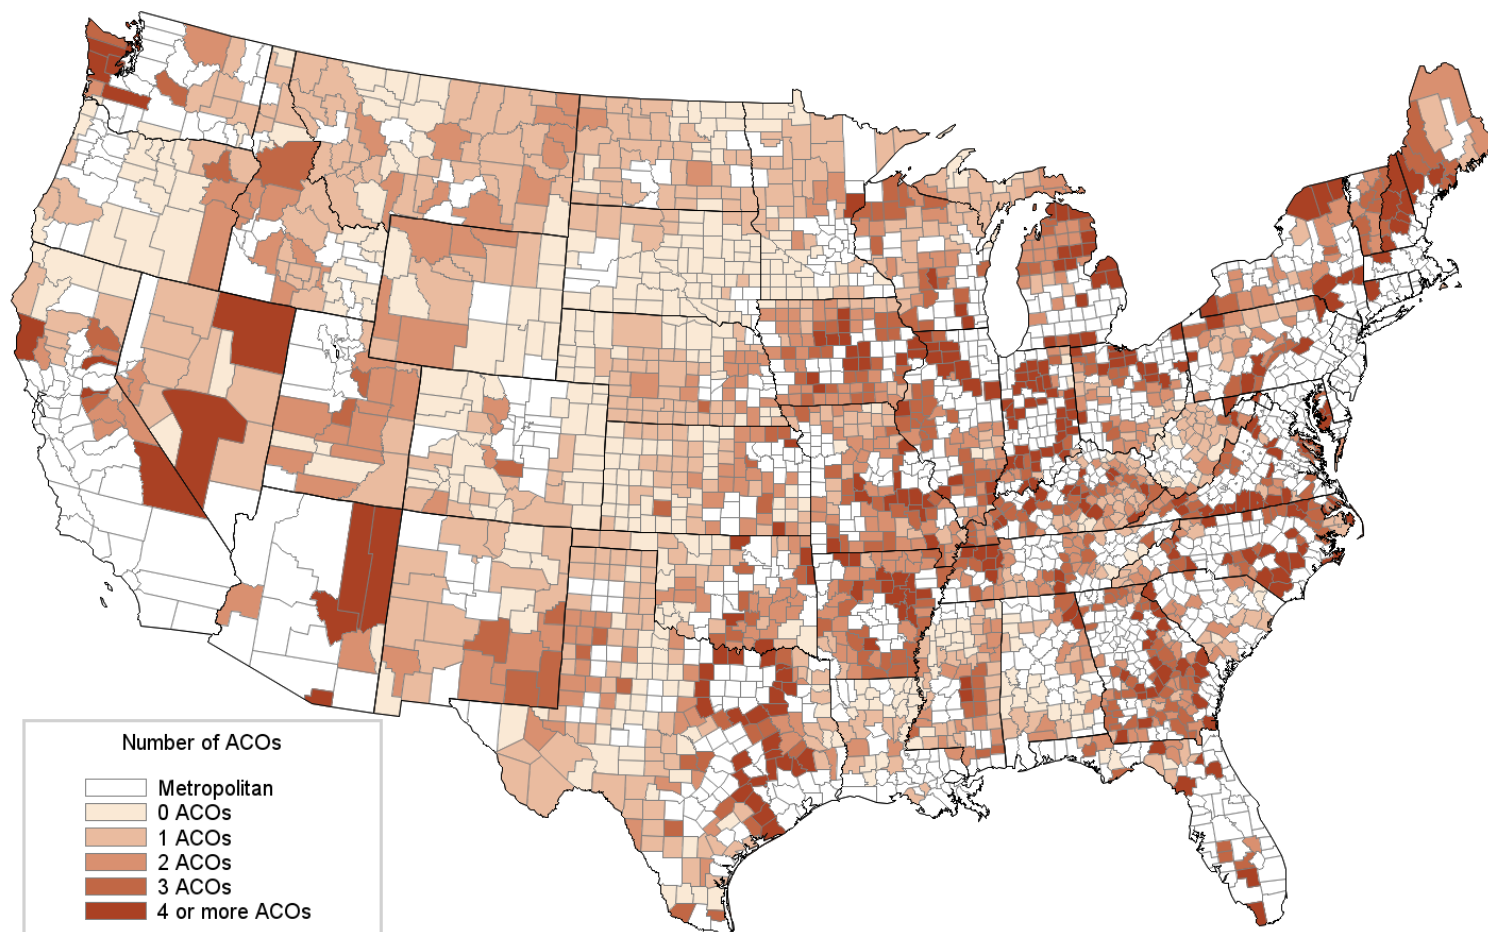 Number of ACOs
Metropolitan
0 ACOs
1 ACOs
2 ACOs
3 ACOs
4 or more ACOs